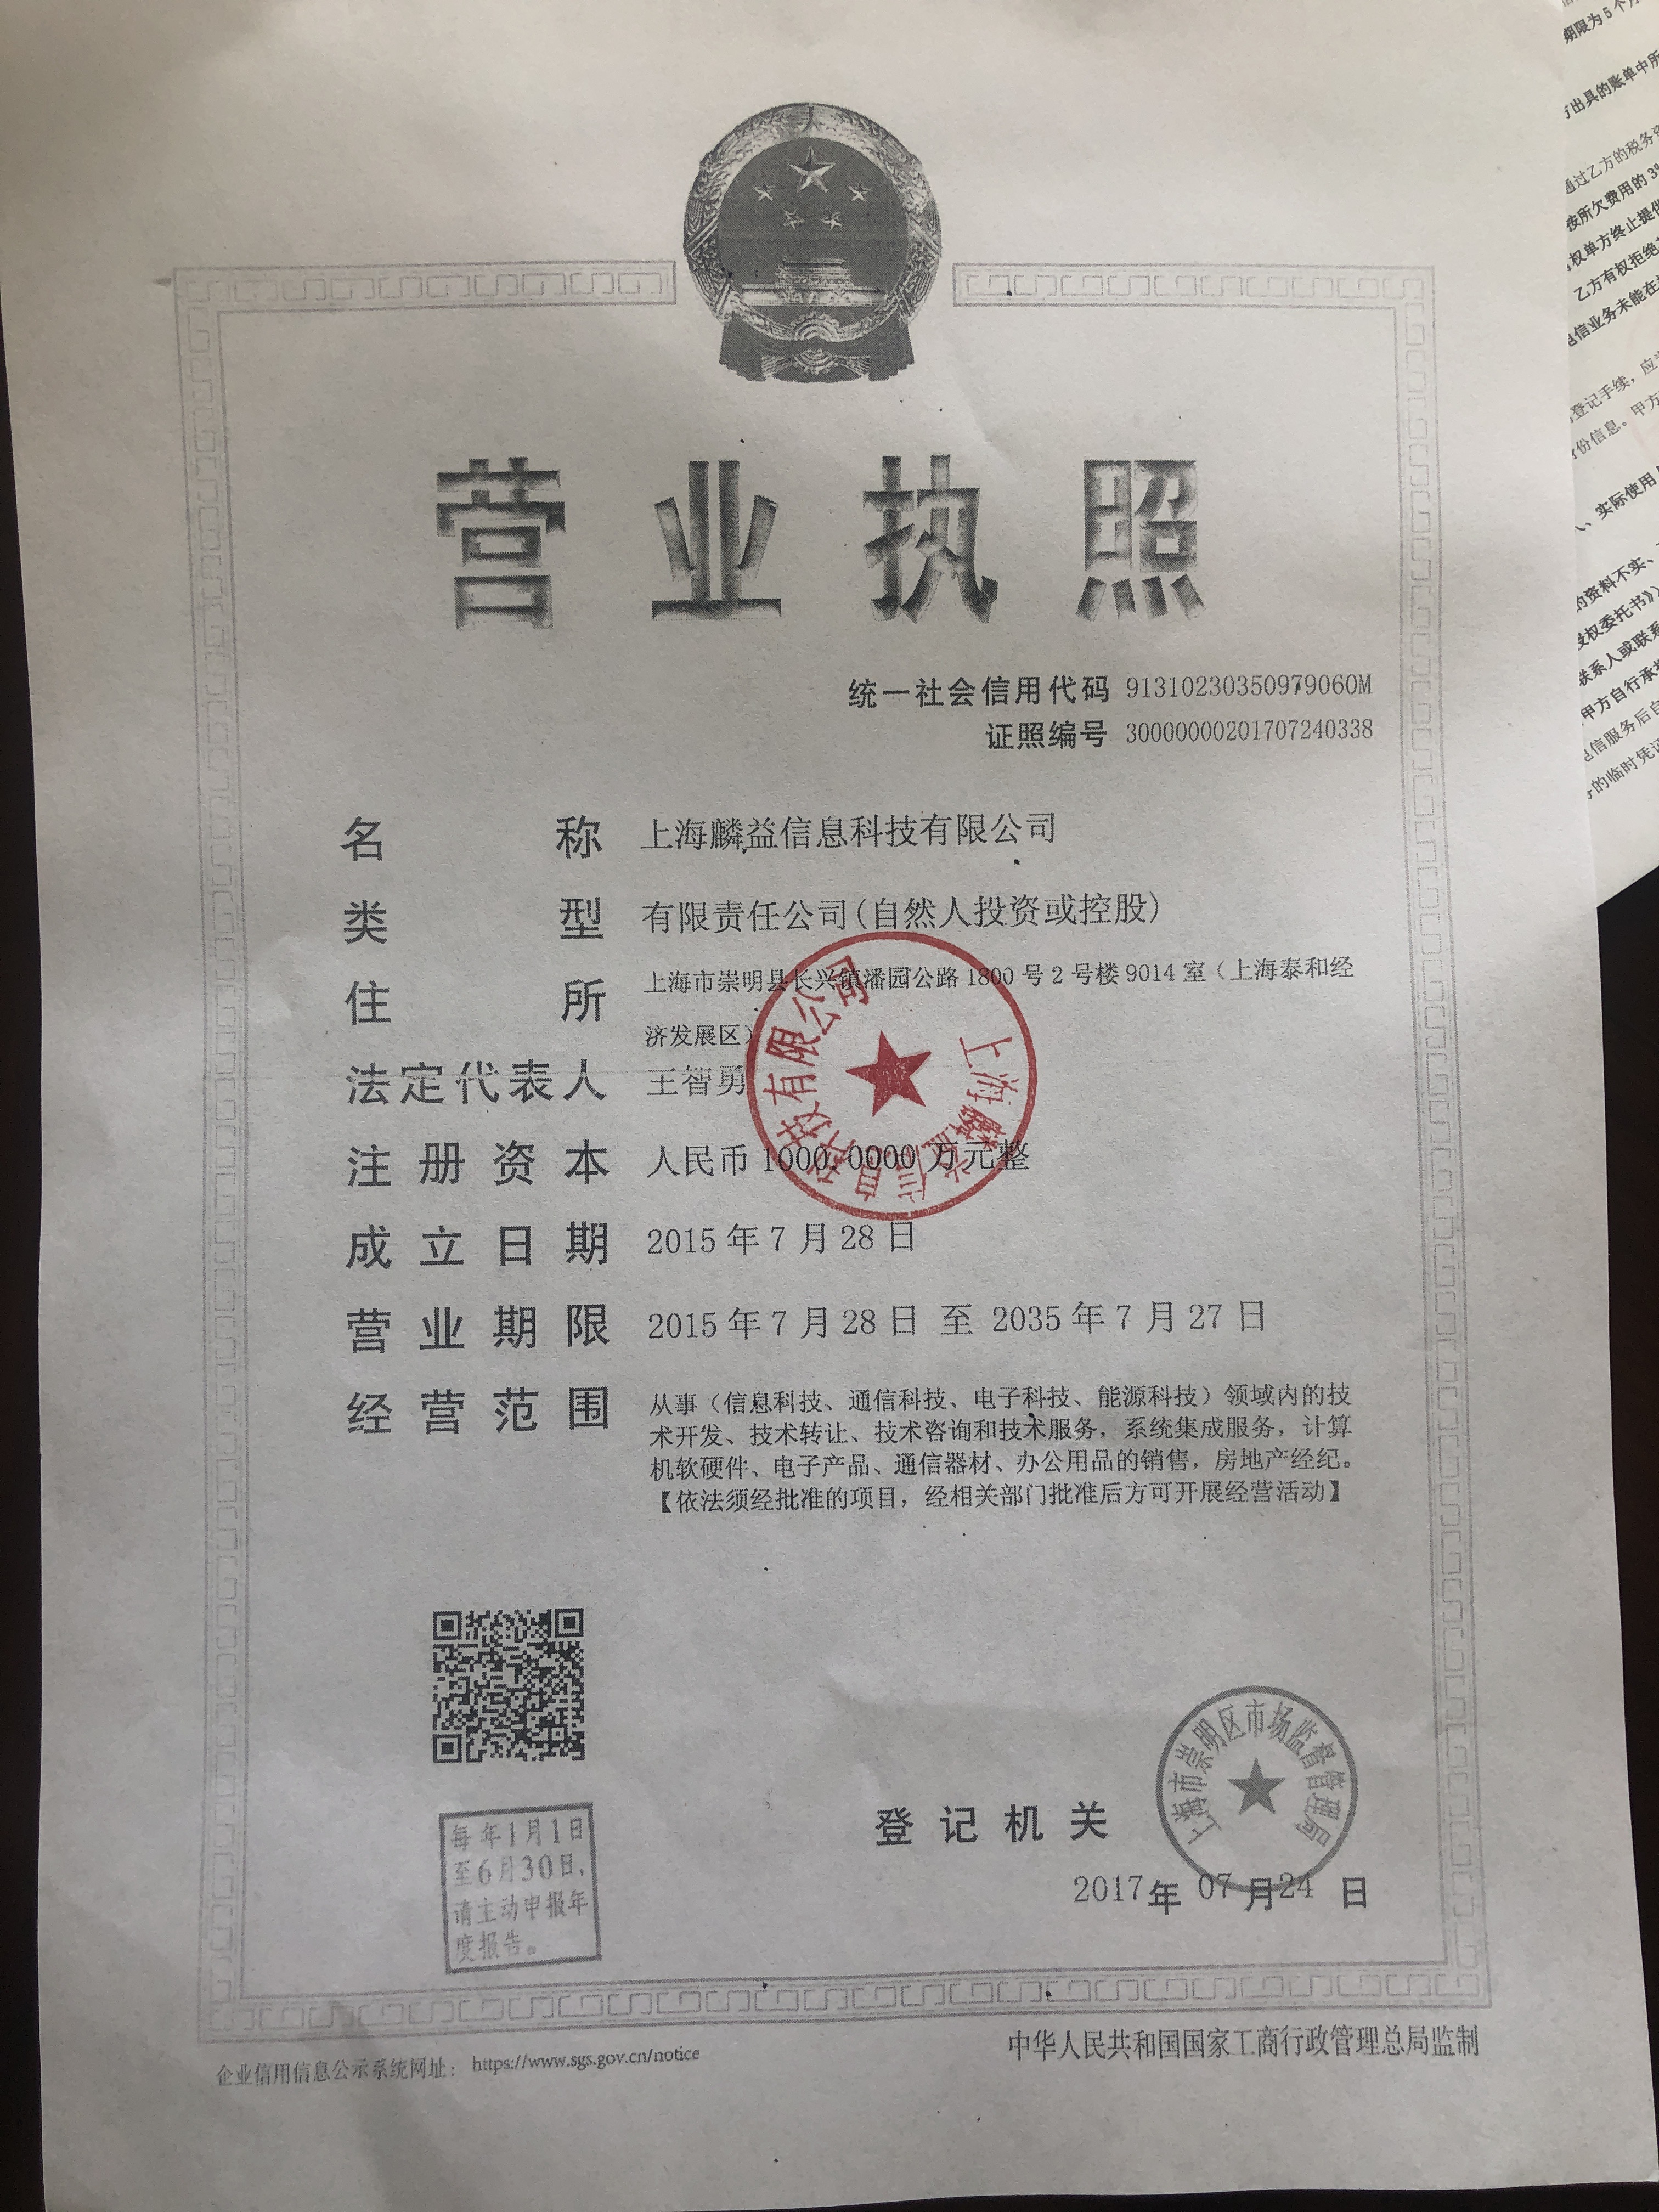 营业执照
统一社会信用代码 91310230350979060M
证照编号 30000000201707240338
名称 上海麟益信息科技有限公司
类型 有限责任公司(自然人投资或控股)
住所 上海市崇明县长兴镇潘园公路1800号2号楼9014室（上海泰和经
济发展区）
法定代表人 王智勇
注册资本 人民币1000.0000万元整
成立日期 2015年7月28日
营业期限 2015年7月28日 至 2035年7月27日
经营范围 从事（信息科技、通信科技、电子科技、能源科技）领域内的技
术开发、技术转让、技术咨询和技术服务，系统集成服务，计算
机软硬件、电子产品、通信器材、办公用品的销售，房地产经纪。
【依法须经批准的项目，经相关部门批准后方可开展经营活动】
上海麟益信息科技有限公司
每年1月1日
至6月30日，
请主动申报年
度报告。
登记机关
上海市崇明区市场监督管理局
2017年07月24日
企业信用信息公示系统网址： https://www.sgs.gov.cn/notice
中华人民共和国国家工商行政管理总局监制
期限为5个月
出具的账单中所
通过乙方的税务
按所欠费用的3%
权单方终止提供
乙方有权拒绝
电信业务未能在
登记手续，应
份信息。甲方
、实际使用人
的资料不实、
授权委托书》
联系人或联系
甲方自行承担
电信服务后自
的临时凭证